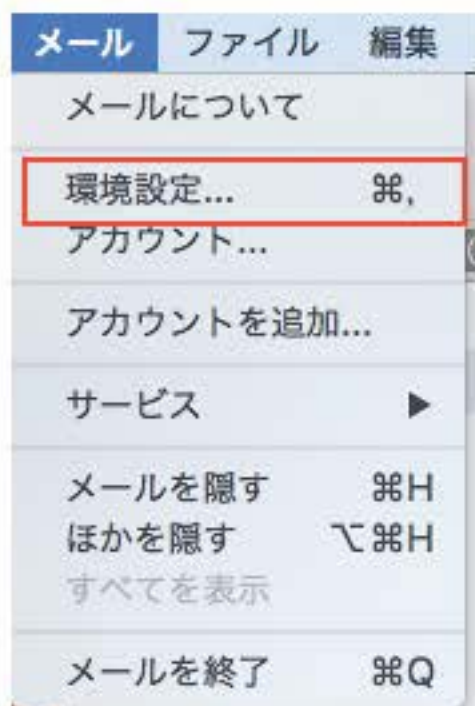 メール ファイル 編集
メールについて
環境設定... ⌘,
アカウント...
アカウントを追加...
サービス ▶
メールを隠す ⌘H
ほかを隠す ⌥⌘H
すべてを表示
メールを終了 ⌘Q